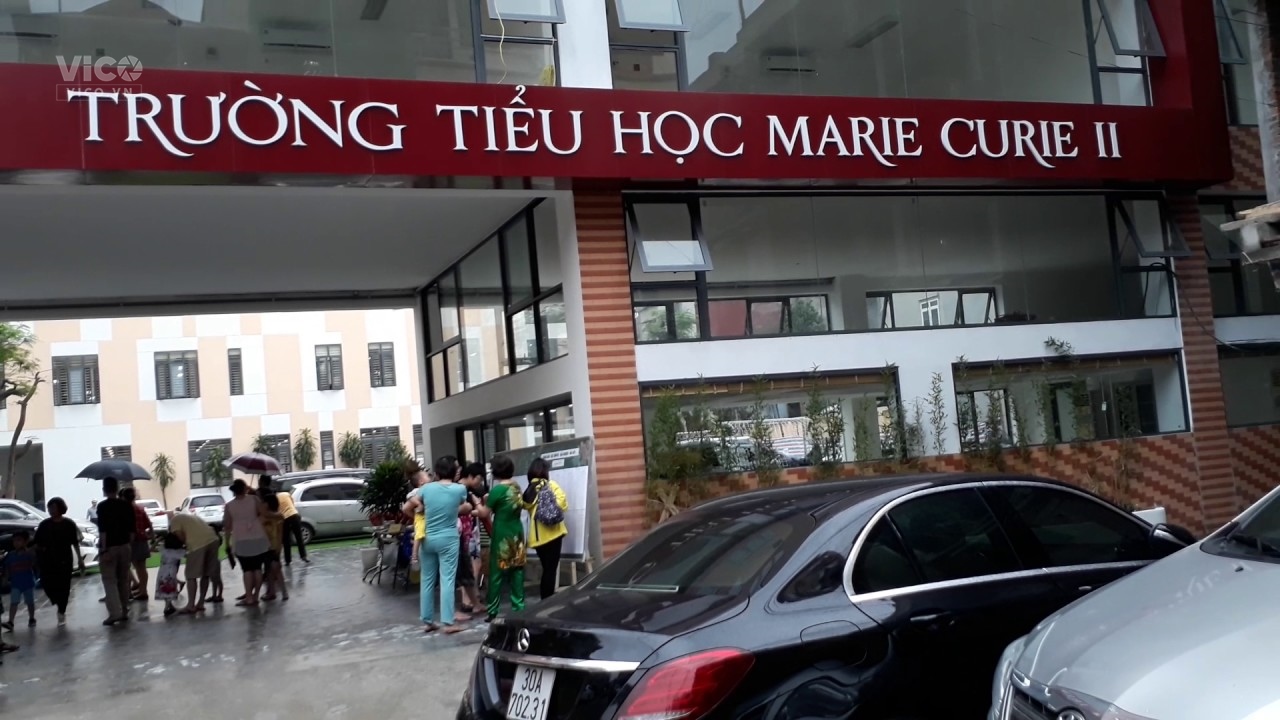 ViCO
VICO.VN
TRƯỜNG TIỂU HỌC MARIE CURIE II
30A
702.31